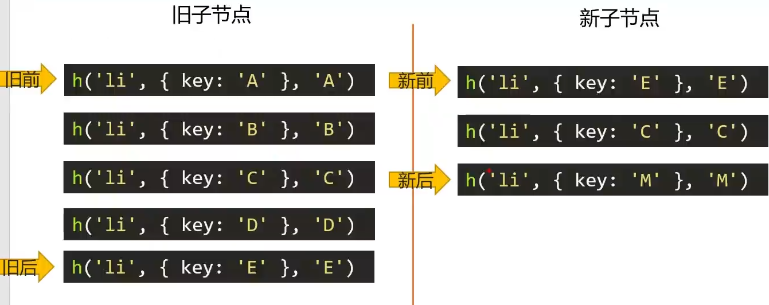 旧子节点
新子节点
旧前
h('li', { key: 'A' }, 'A')
h('li', { key: 'B' }, 'B')
h('li', { key: 'C' }, 'C')
h('li', { key: 'D' }, 'D')
旧后
h('li', { key: 'E' }, 'E')
新前
h('li', { key: 'E' }, 'E')
h('li', { key: 'C' }, 'C')
新后
h('li', { key: 'M' }, 'M')